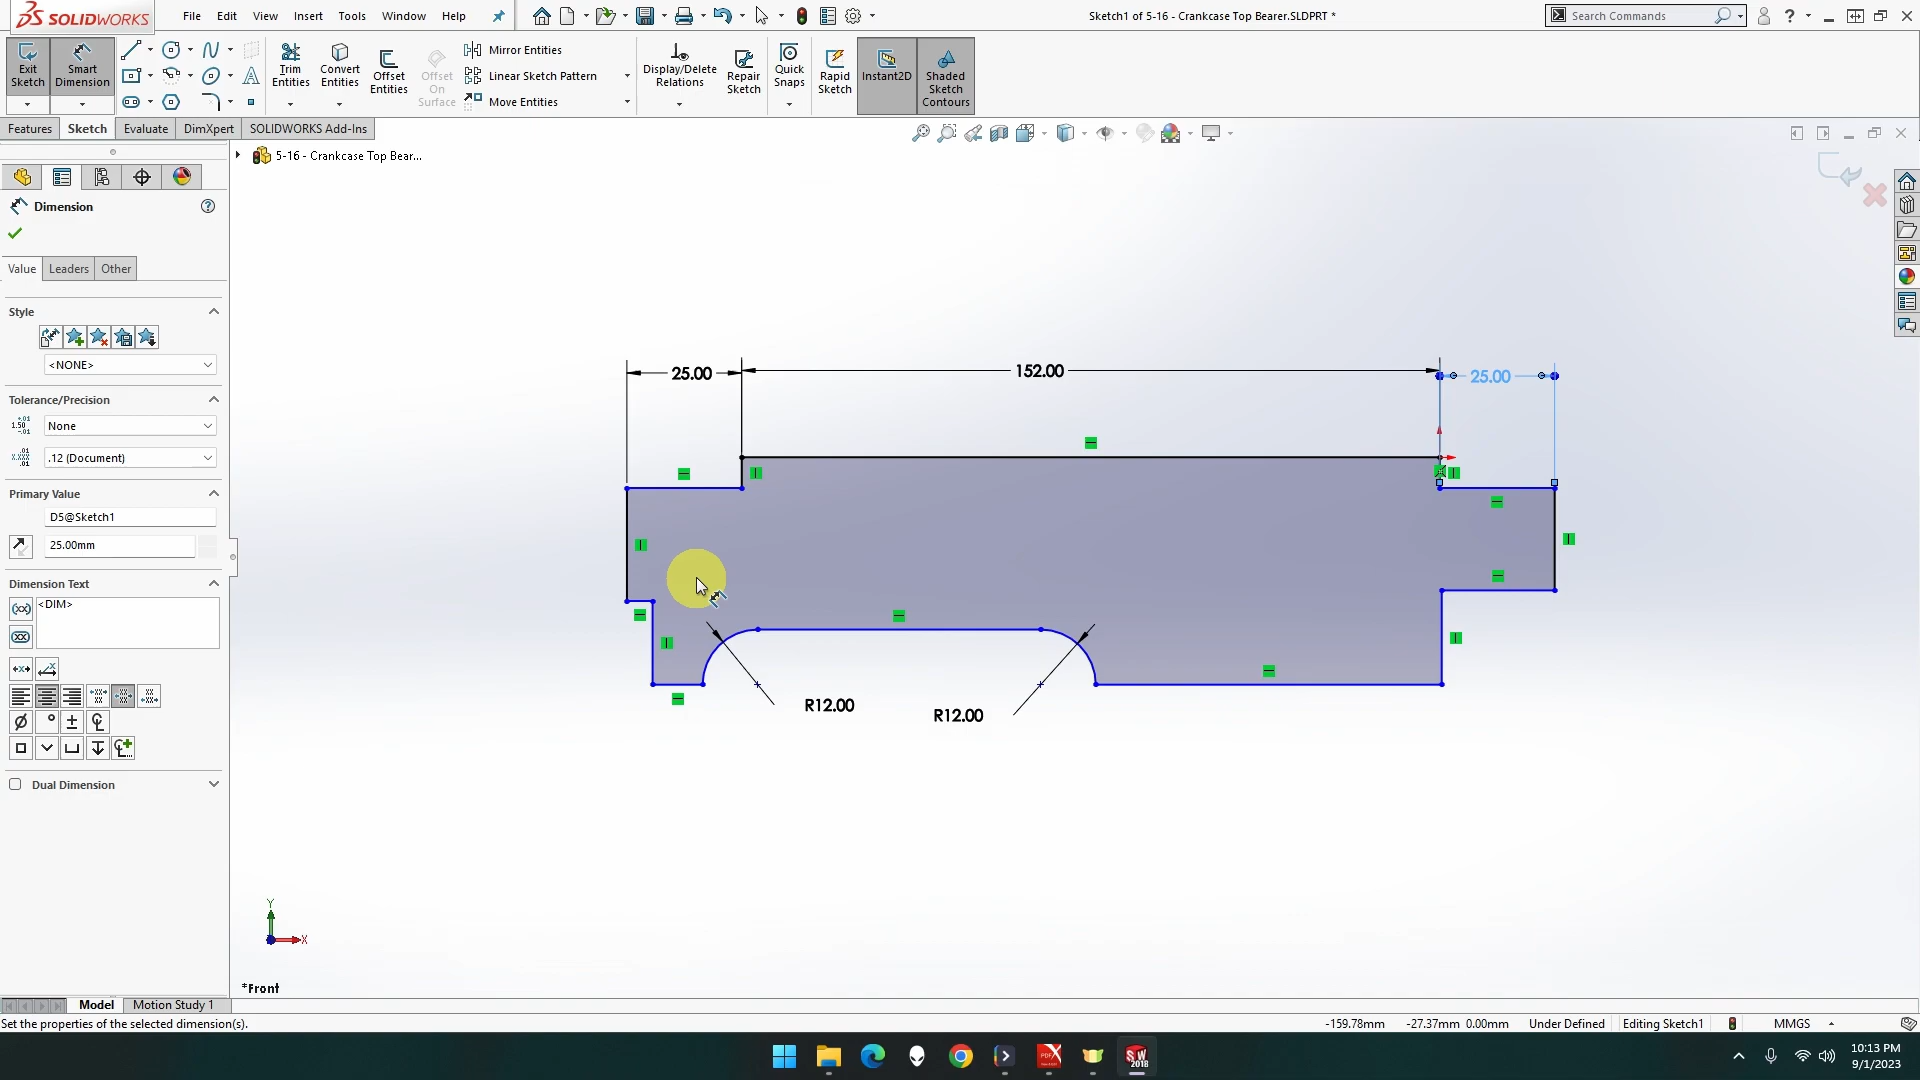 SOLIDWORKS
File Edit View Insert Tools Window Help
Sketch1 of 5-16 - Crankcase Top Bearer.SLDPRT *
Search Commands
Exit Sketch
Smart Dimension
Trim Entities
Convert Entities
Offset Entities
Offset On Surface
Mirror Entities
Linear Sketch Pattern
Move Entities
Display/Delete Relations
Repair Sketch
Quick Snaps
Rapid Sketch
Instant2D
Shaded Sketch Contours
Features Sketch Evaluate DimXpert SOLIDWORKS Add-Ins
5-16 - Crankcase Top Bear...
Dimension
Value Leaders Other
Style
<NONE>
Tolerance/Precision
None
.12 (Document)
Primary Value
D5@Sketch1
25.00mm
Dimension Text
<DIM>
Dual Dimension
25.00
152.00
25.00
R12.00
R12.00
Y
X
*Front
Model Motion Study 1
Set the properties of the selected dimension(s).
-159.78mm -27.37mm 0.00mm Under Defined Editing Sketch1 MMGS
10:13 PM
9/1/2023